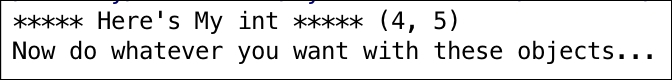 ***** Here's My int ***** (4, 5)
Now do whatever you want with these objects...